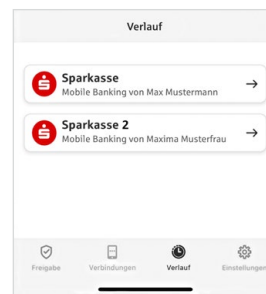 Verlauf
Sparkasse
Mobile Banking von Max Mustermann
Sparkasse 2
Mobile Banking von Maxima Musterfrau
Freigabe Verbindungen Verlauf Einstellungen